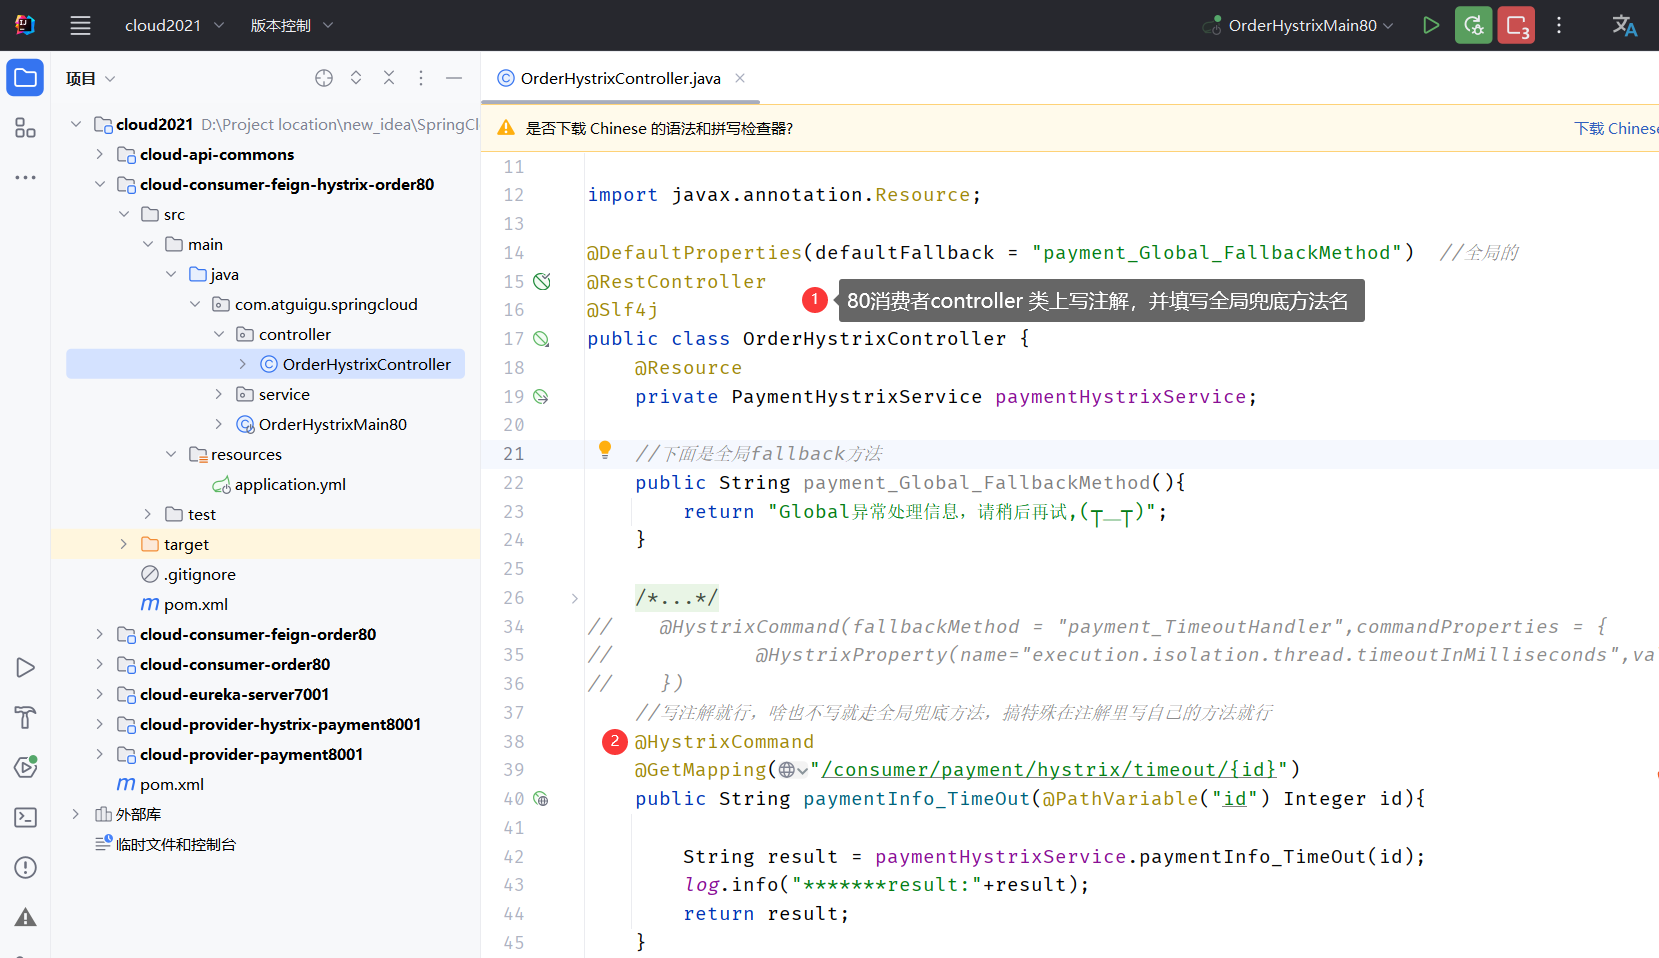 cloud2021
版本控制
OrderHystrixMain80
3
项目
OrderHystrixController.java
cloud2021 D:\Project location\new_idea\SpringCl
是否下载 Chinese 的语法和拼写检查器?
下载 Chinese
cloud-api-commons
cloud-consumer-feign-hystrix-order80
src
main
java
com.atguigu.springcloud
controller
OrderHystrixController
service
OrderHystrixMain80
resources
application.yml
test
target
.gitignore
m pom.xml
cloud-consumer-feign-order80
cloud-consumer-order80
cloud-eureka-server7001
cloud-provider-hystrix-payment8001
cloud-provider-payment8001
m pom.xml
外部库
临时文件和控制台
11
12 import javax.annotation.Resource;
13
14 @DefaultProperties(defaultFallback = "payment_Global_FallbackMethod") //全局的
15 @RestController
1 80消费者controller 类上写注解，并填写全局兜底方法名
16 @Slf4j
17 public class OrderHystrixController {
18 @Resource
19 private PaymentHystrixService paymentHystrixService;
20
21 //下面是全局fallback方法
22 public String payment_Global_FallbackMethod(){
23 return "Global异常处理信息，请稍后再试,(┬＿┬)";
24 }
25
26 /*...*/
34 // @HystrixCommand(fallbackMethod = "payment_TimeoutHandler",commandProperties = {
35 // @HystrixProperty(name="execution.isolation.thread.timeoutInMilliseconds",va
36 // })
37 //写注解就行，啥也不写就走全局兜底方法，搞特殊在注解里写自己的方法就行
38 2 @HystrixCommand
39 @GetMapping("/consumer/payment/hystrix/timeout/{id}")
40 public String paymentInfo_TimeOut(@PathVariable("id") Integer id){
41
42 String result = paymentHystrixService.paymentInfo_TimeOut(id);
43 log.info("*******result:"+result);
44 return result;
45 }